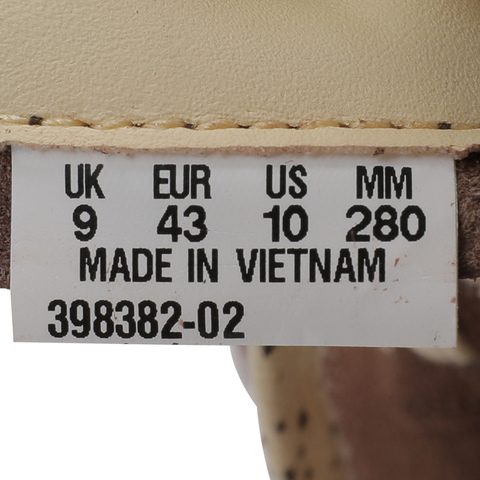 UK EUR US MM
9 43 10 280
MADE IN VIETNAM
398382-02